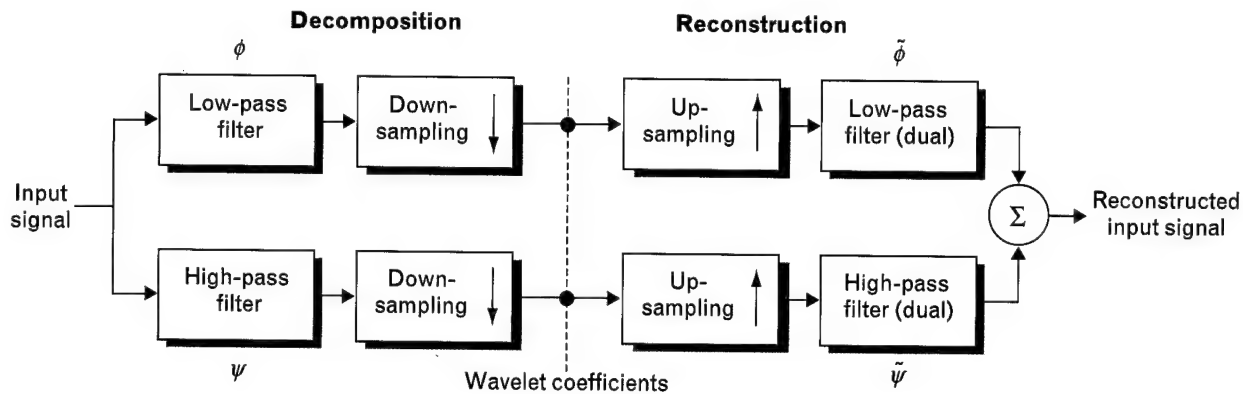 Decomposition
Reconstruction
ϕ
ϕ̃
Low-pass
filter
Down-
sampling
Up-
sampling
Low-pass
filter (dual)
Input
signal
Σ
Reconstructed
input signal
High-pass
filter
Down-
sampling
Up-
sampling
High-pass
filter (dual)
ψ
Wavelet coefficients
ψ̃